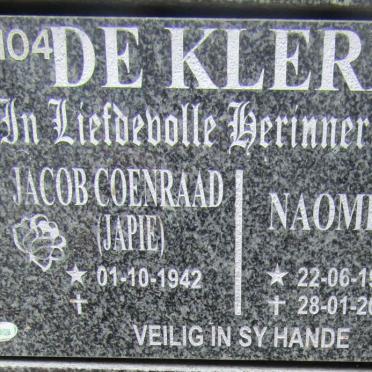 104 DE KLER
In Liefdevolle Herinner
JACOB COENRAAD
(JAPIE)
★ 01-10-1942
✝
NAOMI
★ 22-06-19
✝ 28-01-20
VEILIG IN SY HANDE